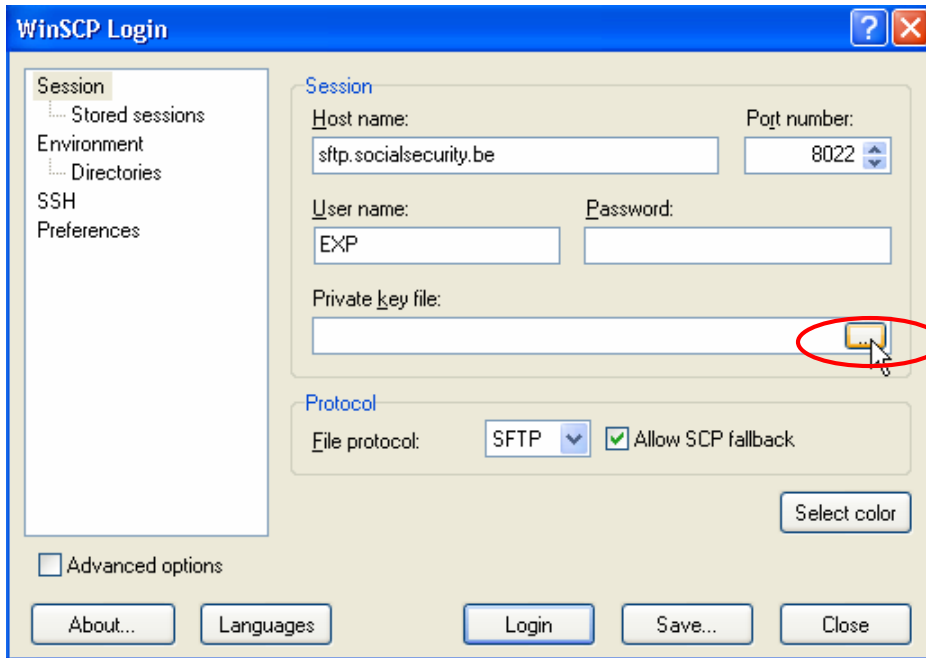 WinSCP Login
Session
Stored sessions
Environment
Directories
SSH
Preferences
Session
Host name: Port number:
sftp.socialsecurity.be 8022
User name: Password:
EXP
Private key file:
...
Protocol
File protocol: SFTP Allow SCP fallback
Select color
Advanced options
About... Languages Login Save... Close